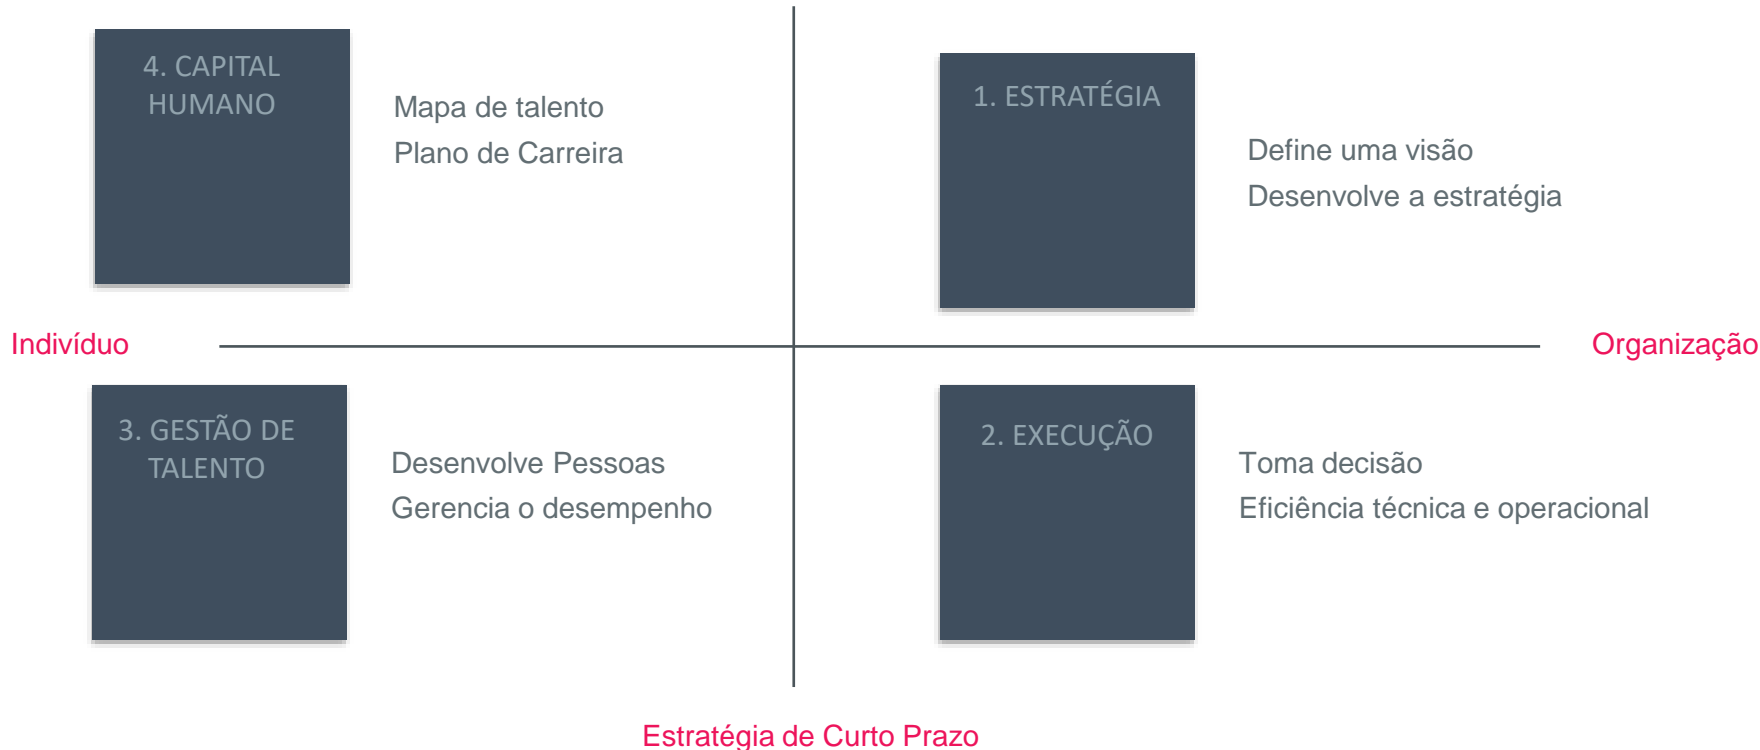 4. CAPITAL
HUMANO
Mapa de talento
Plano de Carreira
1. ESTRATÉGIA
Define uma visão
Desenvolve a estratégia
Indivíduo
Organização
3. GESTÃO DE
TALENTO
Desenvolve Pessoas
Gerencia o desempenho
2. EXECUÇÃO
Toma decisão
Eficiência técnica e operacional
Estratégia de Curto Prazo